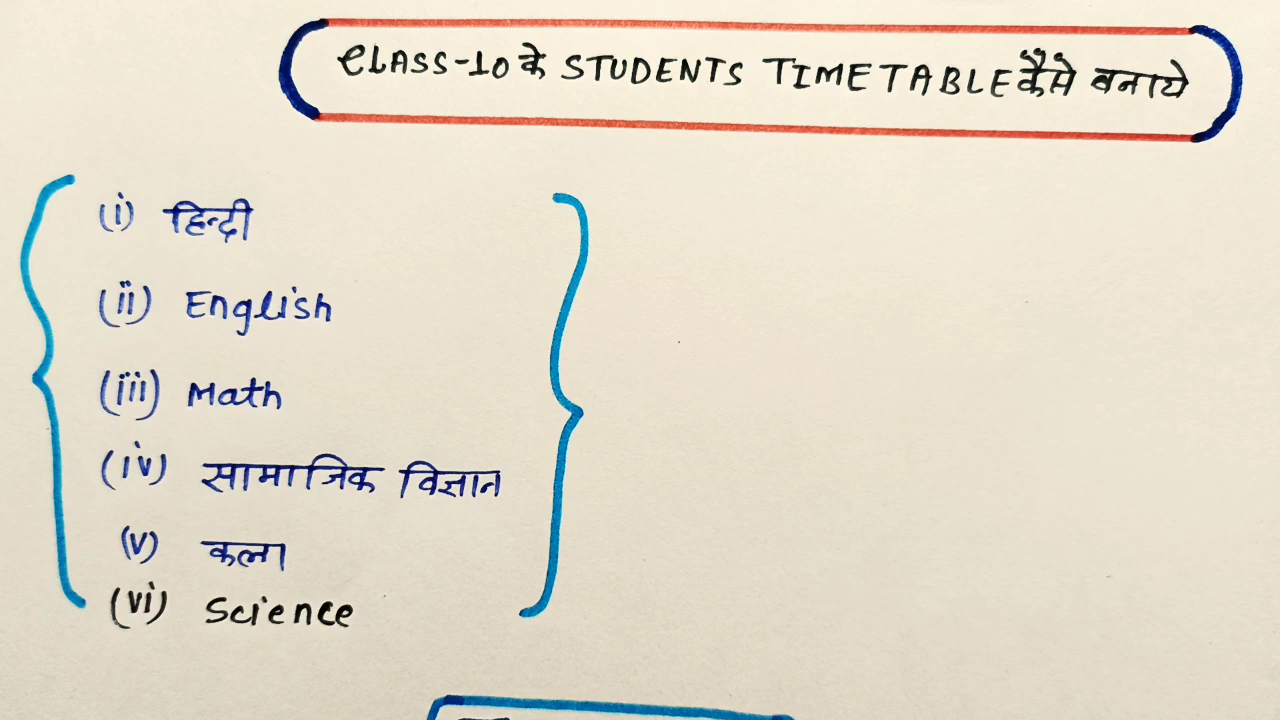 CLASS-10 के STUDENTS TIMETABLE कैसे बनाये
(i) हिन्दी
(ii) English
(iii) Math
(iv) सामाजिक विज्ञान
(v) कला
(vi) Science